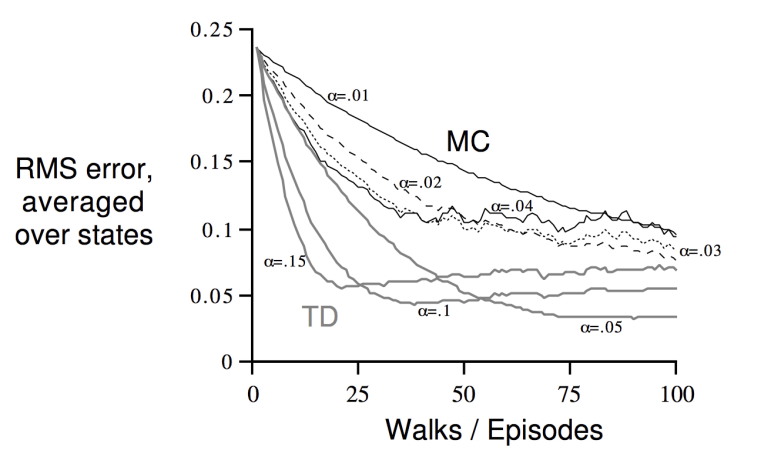 0.25
0.2
0.15
0.1
0.05
0
RMS error,
averaged
over states
α=.01
MC
α=.02
α=.04
α=.03
α=.15
TD
α=.1
α=.05
0 25 50 75 100
Walks / Episodes